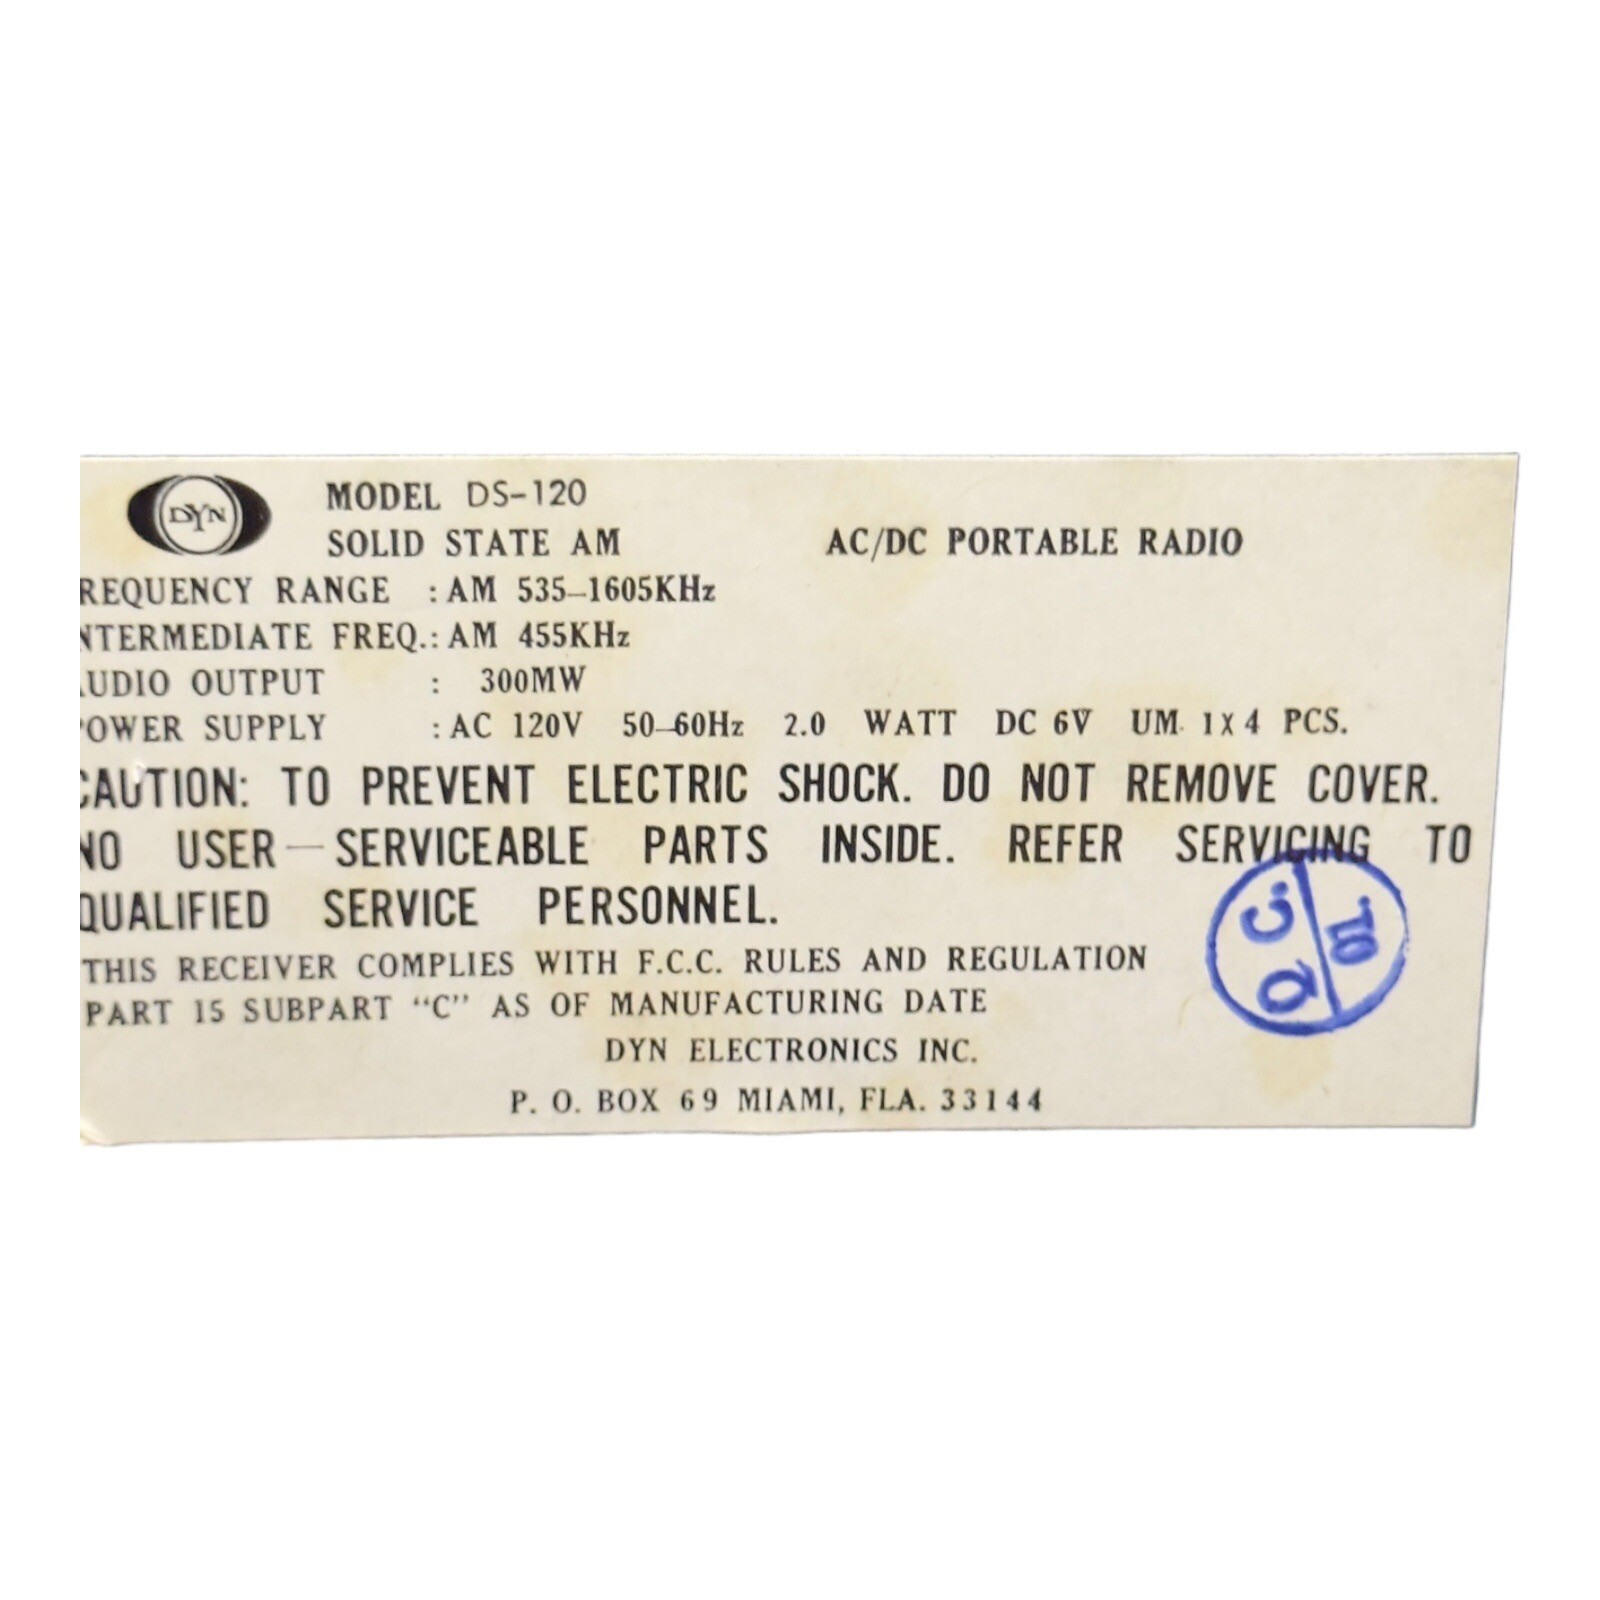 DYN
MODEL DS-120
SOLID STATE AM AC/DC PORTABLE RADIO
REQUENCY RANGE : AM 535-1605KHz
NTERMEDIATE FREQ.: AM 455KHz
UDIO OUTPUT : 300MW
OWER SUPPLY : AC 120V 50-60Hz 2.0 WATT DC 6V UM 1X4 PCS.
CAUTION: TO PREVENT ELECTRIC SHOCK. DO NOT REMOVE COVER.
NO USER-SERVICEABLE PARTS INSIDE. REFER SERVICING TO
QUALIFIED SERVICE PERSONNEL.
THIS RECEIVER COMPLIES WITH F.C.C. RULES AND REGULATION
PART 15 SUBPART "C" AS OF MANUFACTURING DATE
DYN ELECTRONICS INC.
P. O. BOX 69 MIAMI, FLA. 33144